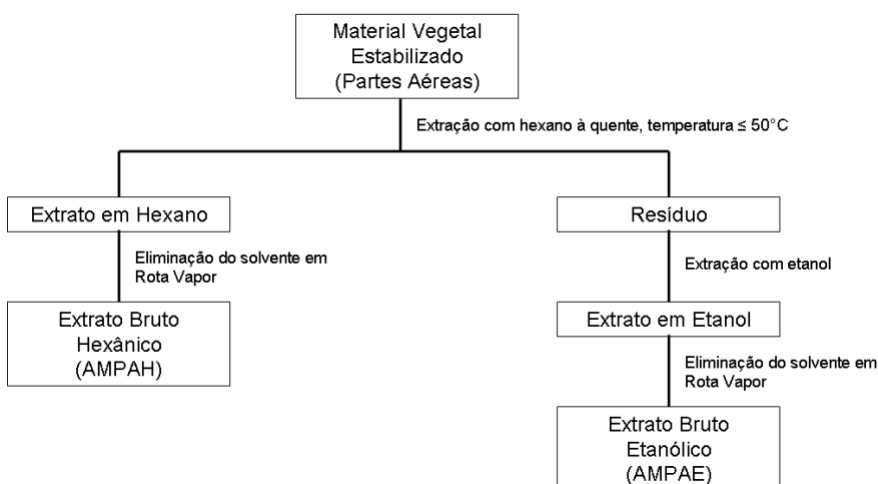 Material Vegetal
Estabilizado
(Partes Aéreas)
Extração com hexano à quente, temperatura ≤ 50°C
Extrato em Hexano
Resíduo
Eliminação do solvente em
Rota Vapor
Extração com etanol
Extrato Bruto
Hexânico
(AMPAH)
Extrato em Etanol
Eliminação do solvente em
Rota Vapor
Extrato Bruto
Etanólico
(AMPAE)